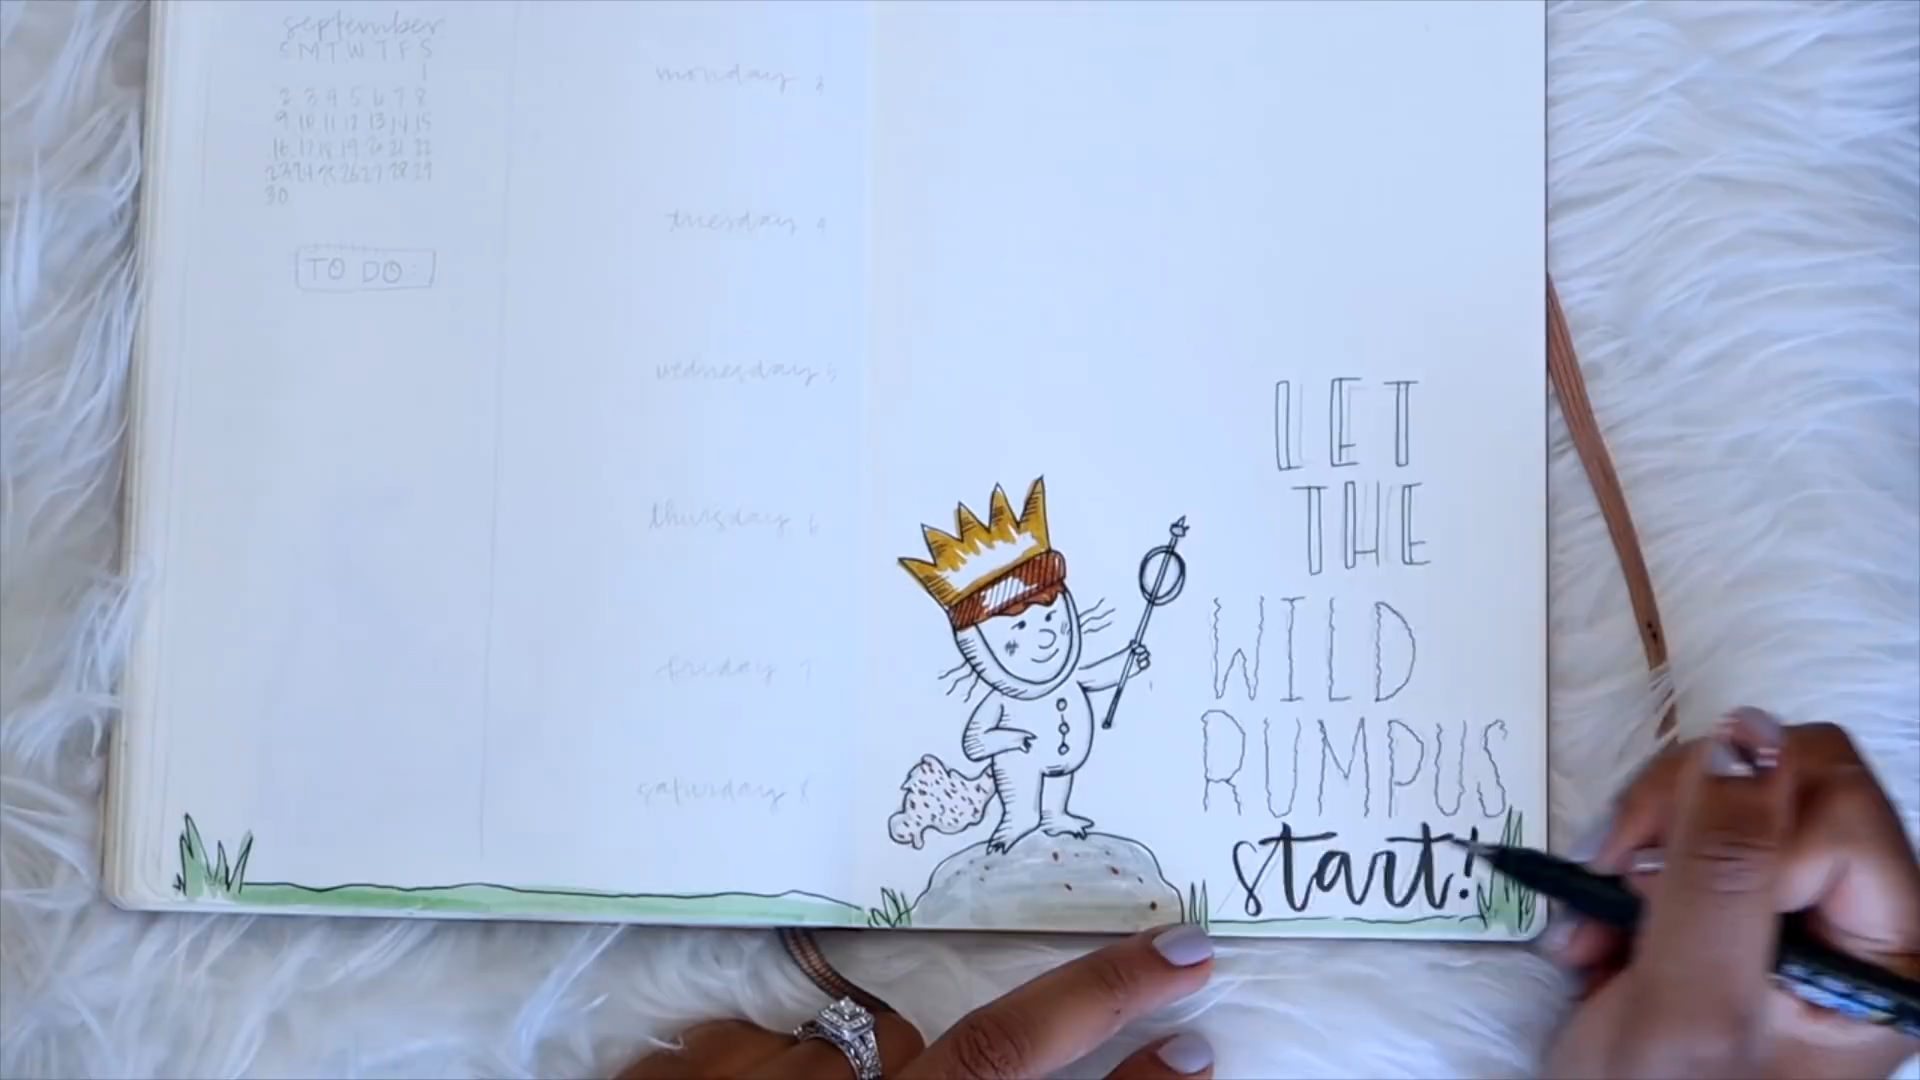 september
S M T W T F S
1
2 3 4 5 6 7 8
9 10 11 12 13 14 15
16 17 18 19 20 21 22
23 24 25 26 27 28 29
30
TO DO:
monday 3
tuesday 4
wednesday 5
thursday 6
friday 7
saturday 8
LET
THE
WILD
RUMPUS
start!